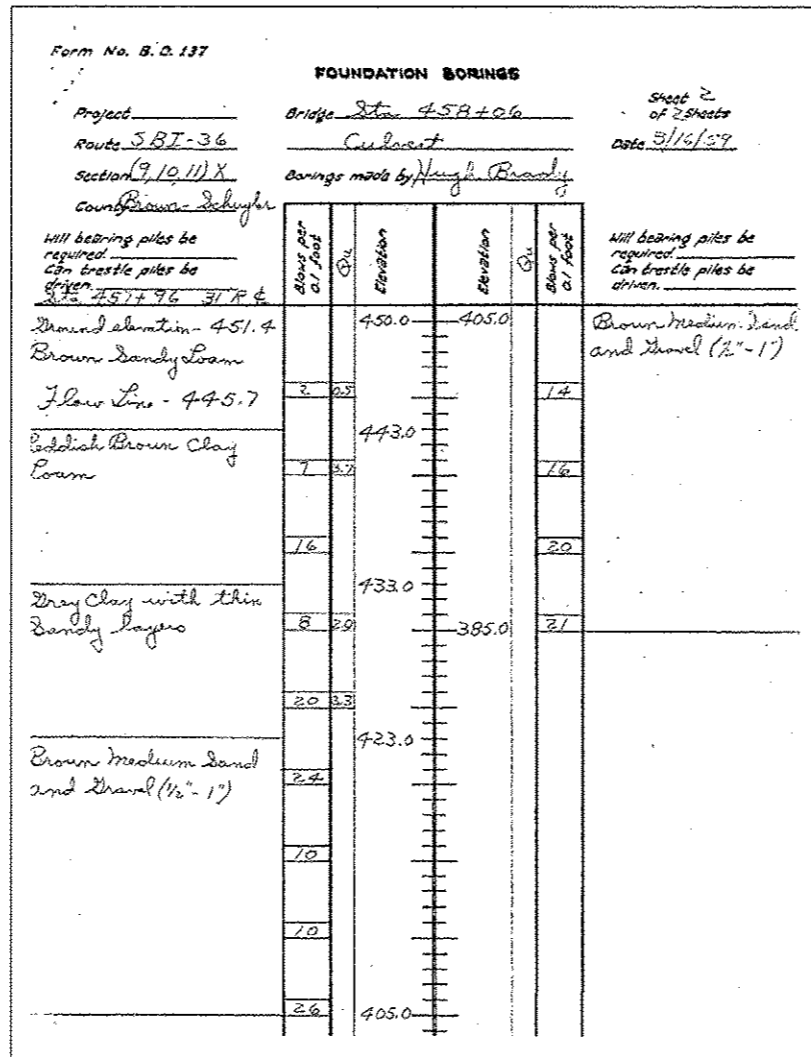 Form No. B.D. 137
FOUNDATION BORINGS
Sheet 2
of 2 Sheets
Project
Bridge Sta 458+06
Route SBI-36
Culvert
Date 3/16/59
Section (9,10,11) X
Borings made by Hugh Brady
County Brown-Schuyler
Will bearing piles be
required.
Can trestle piles be
driven.
Sta. 457+96 31 R ¢
Blows per
0.1 foot
Qu
Elevation
Elevation
Qu
Blows per
0.1 foot
Will bearing piles be
required.
Can trestle piles be
driven.
Ground elevation - 451.4
450.0
405.0
Brown Medium Sand
and Gravel (½"-1")
Brown Sandy Loam
Flow Line - 445.7
2 0.5
14
443.0
Reddish Brown Clay
Loam
7 3.7
16
16
20
433.0
Grey Clay with thin
Sandy layers
8 2.0
385.0
21
20 3.3
423.0
Brown Medium Sand
and Gravel (½"-1")
24
10
10
26
405.0